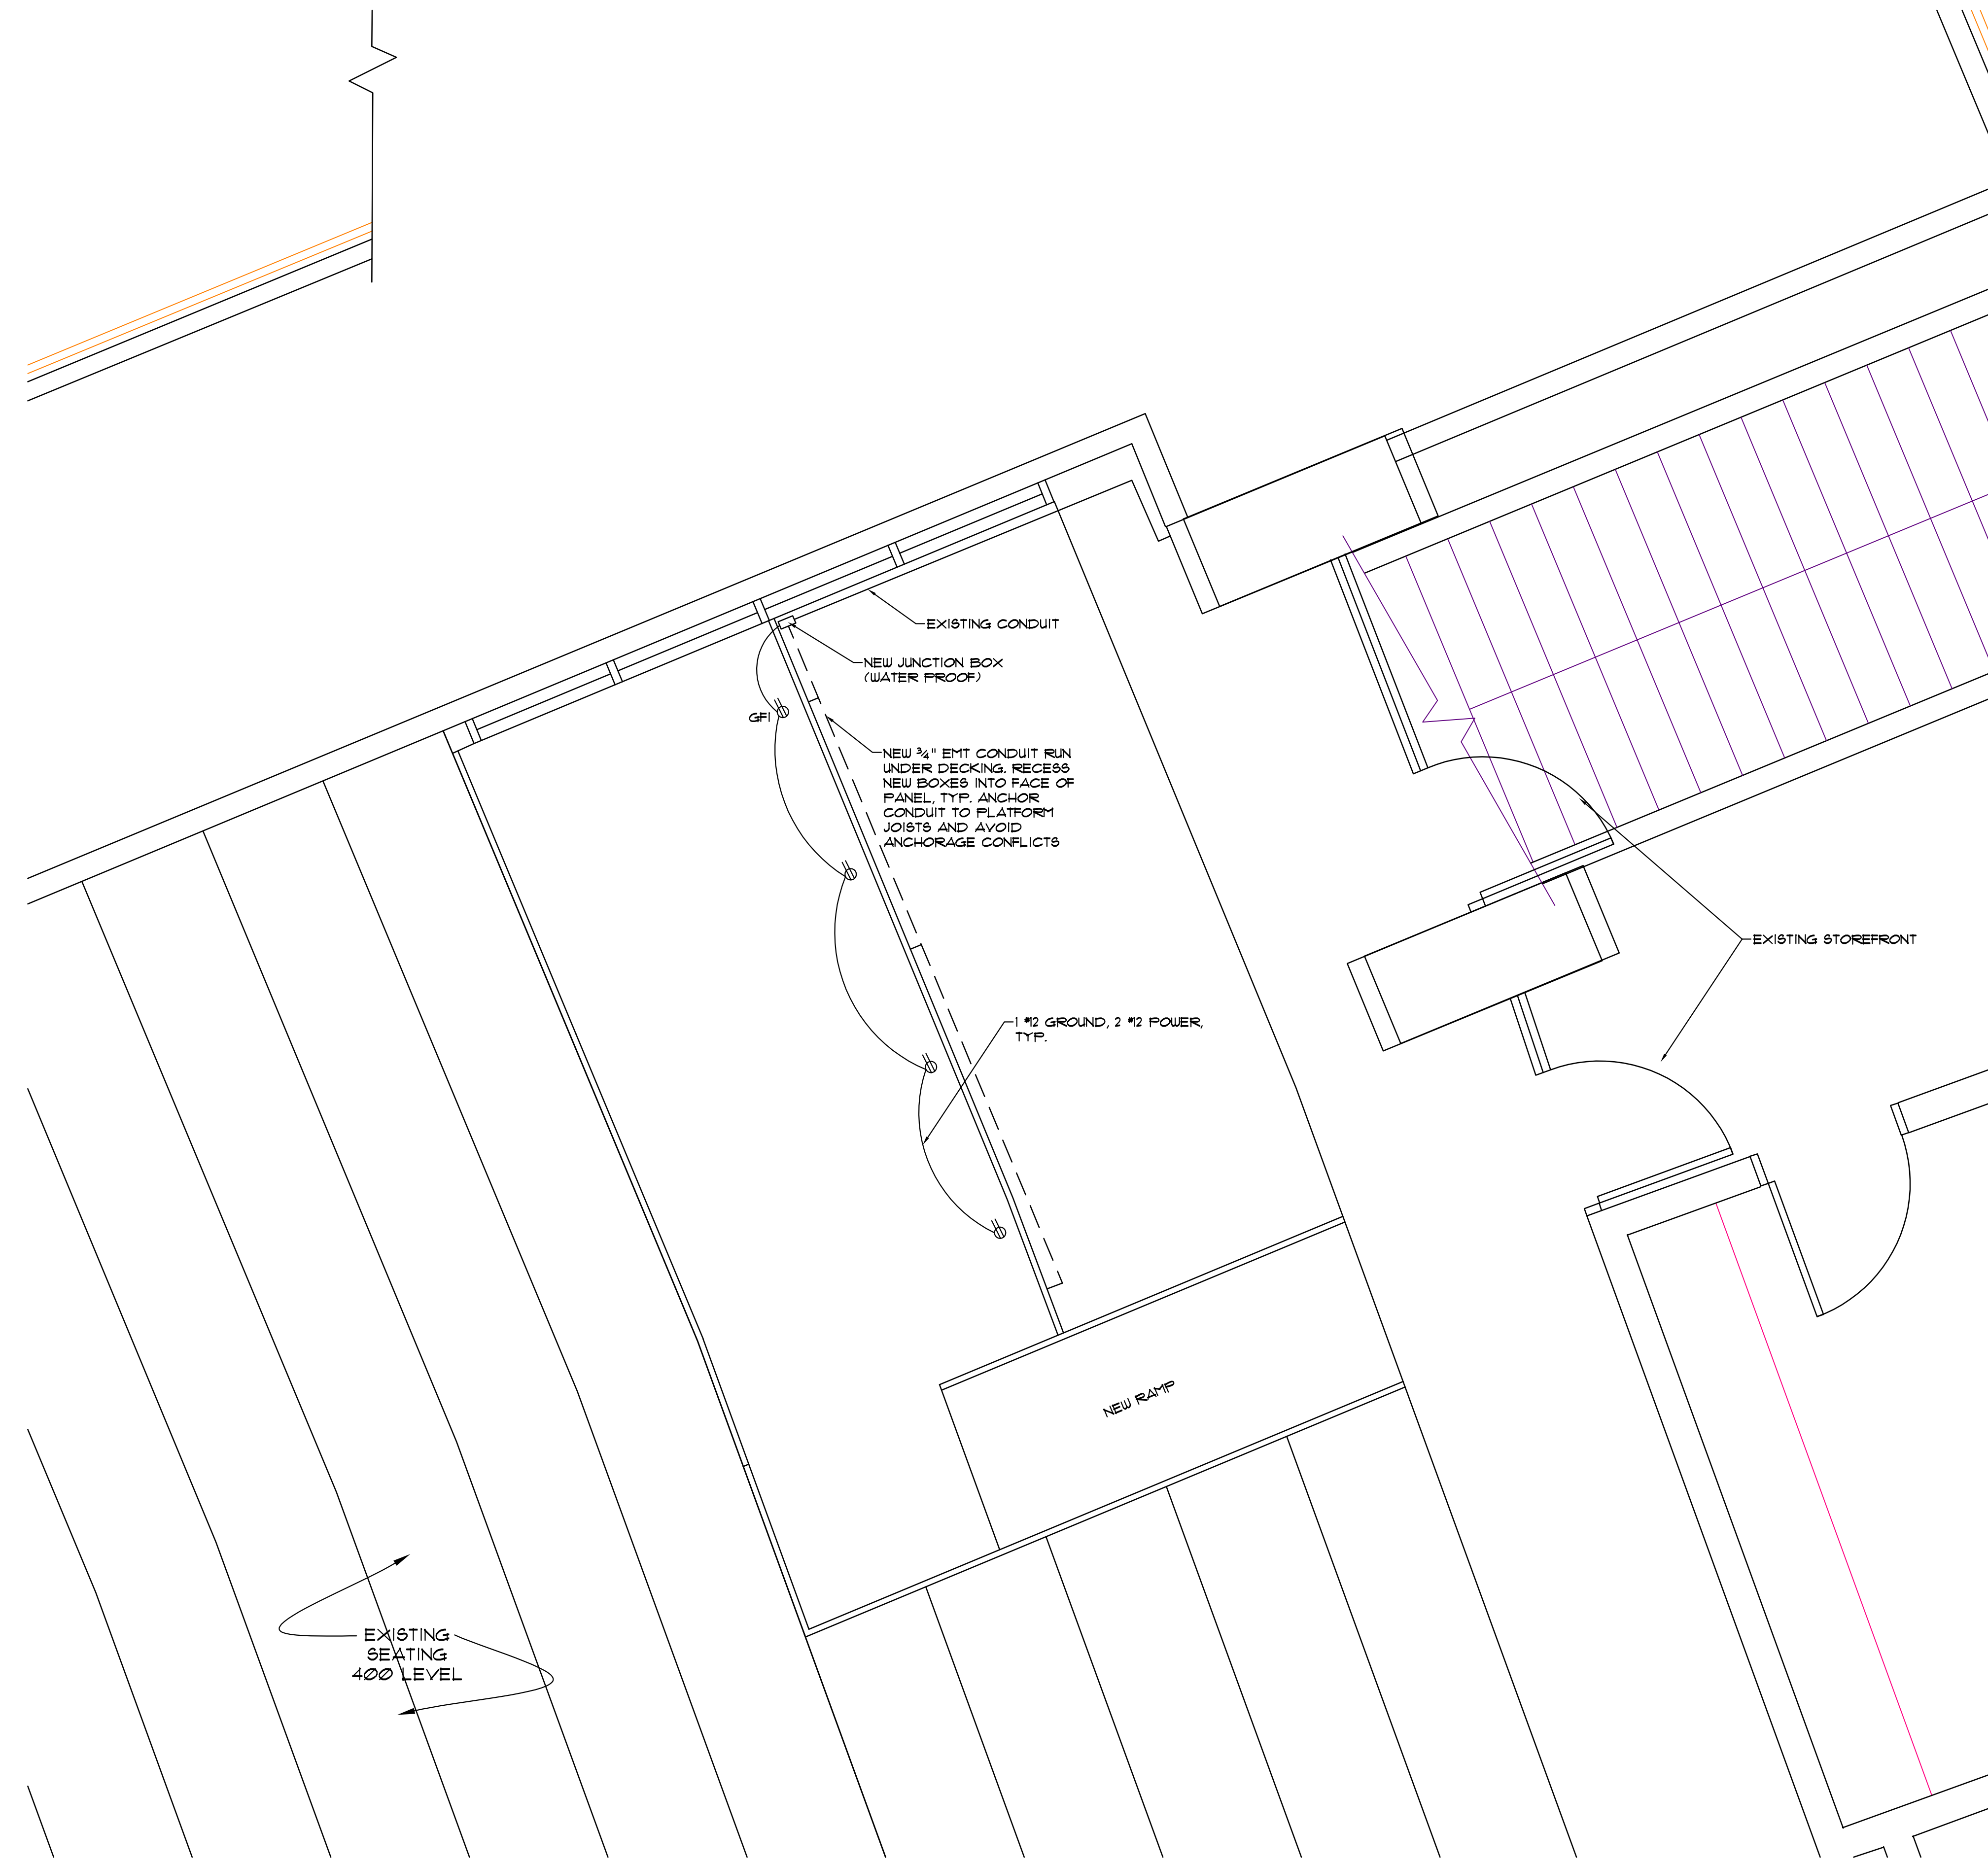 EXISTING CONDUIT
NEW JUNCTION BOX
(WATER PROOF)
GFI
NEW ¾" EMT CONDUIT RUN
UNDER DECKING. RECESS
NEW BOXES INTO FACE OF
PANEL, TYP. ANCHOR
CONDUIT TO PLATFORM
JOISTS AND AVOID
ANCHORAGE CONFLICTS
EXISTING STOREFRONT
1 #12 GROUND, 2 #12 POWER,
TYP.
NEW RAMP
EXISTING
SEATING
400 LEVEL